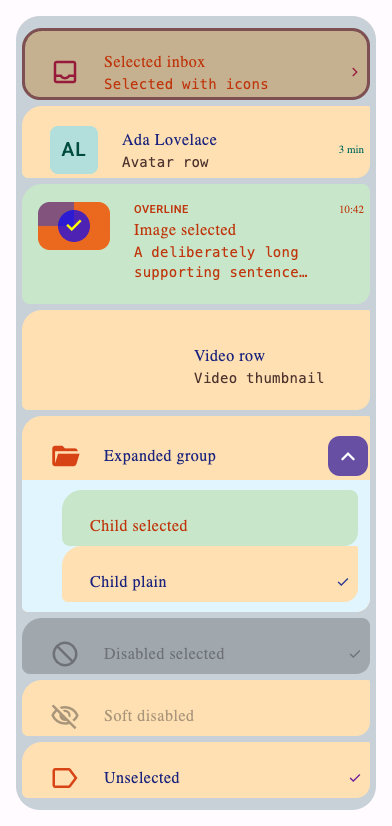 Selected inbox
Selected with icons
AL
Ada Lovelace
Avatar row
3 min
OVERLINE
10:42
Image selected
A deliberately long
supporting sentence…
Video row
Video thumbnail
Expanded group
Child selected
Child plain
Disabled selected
Soft disabled
Unselected